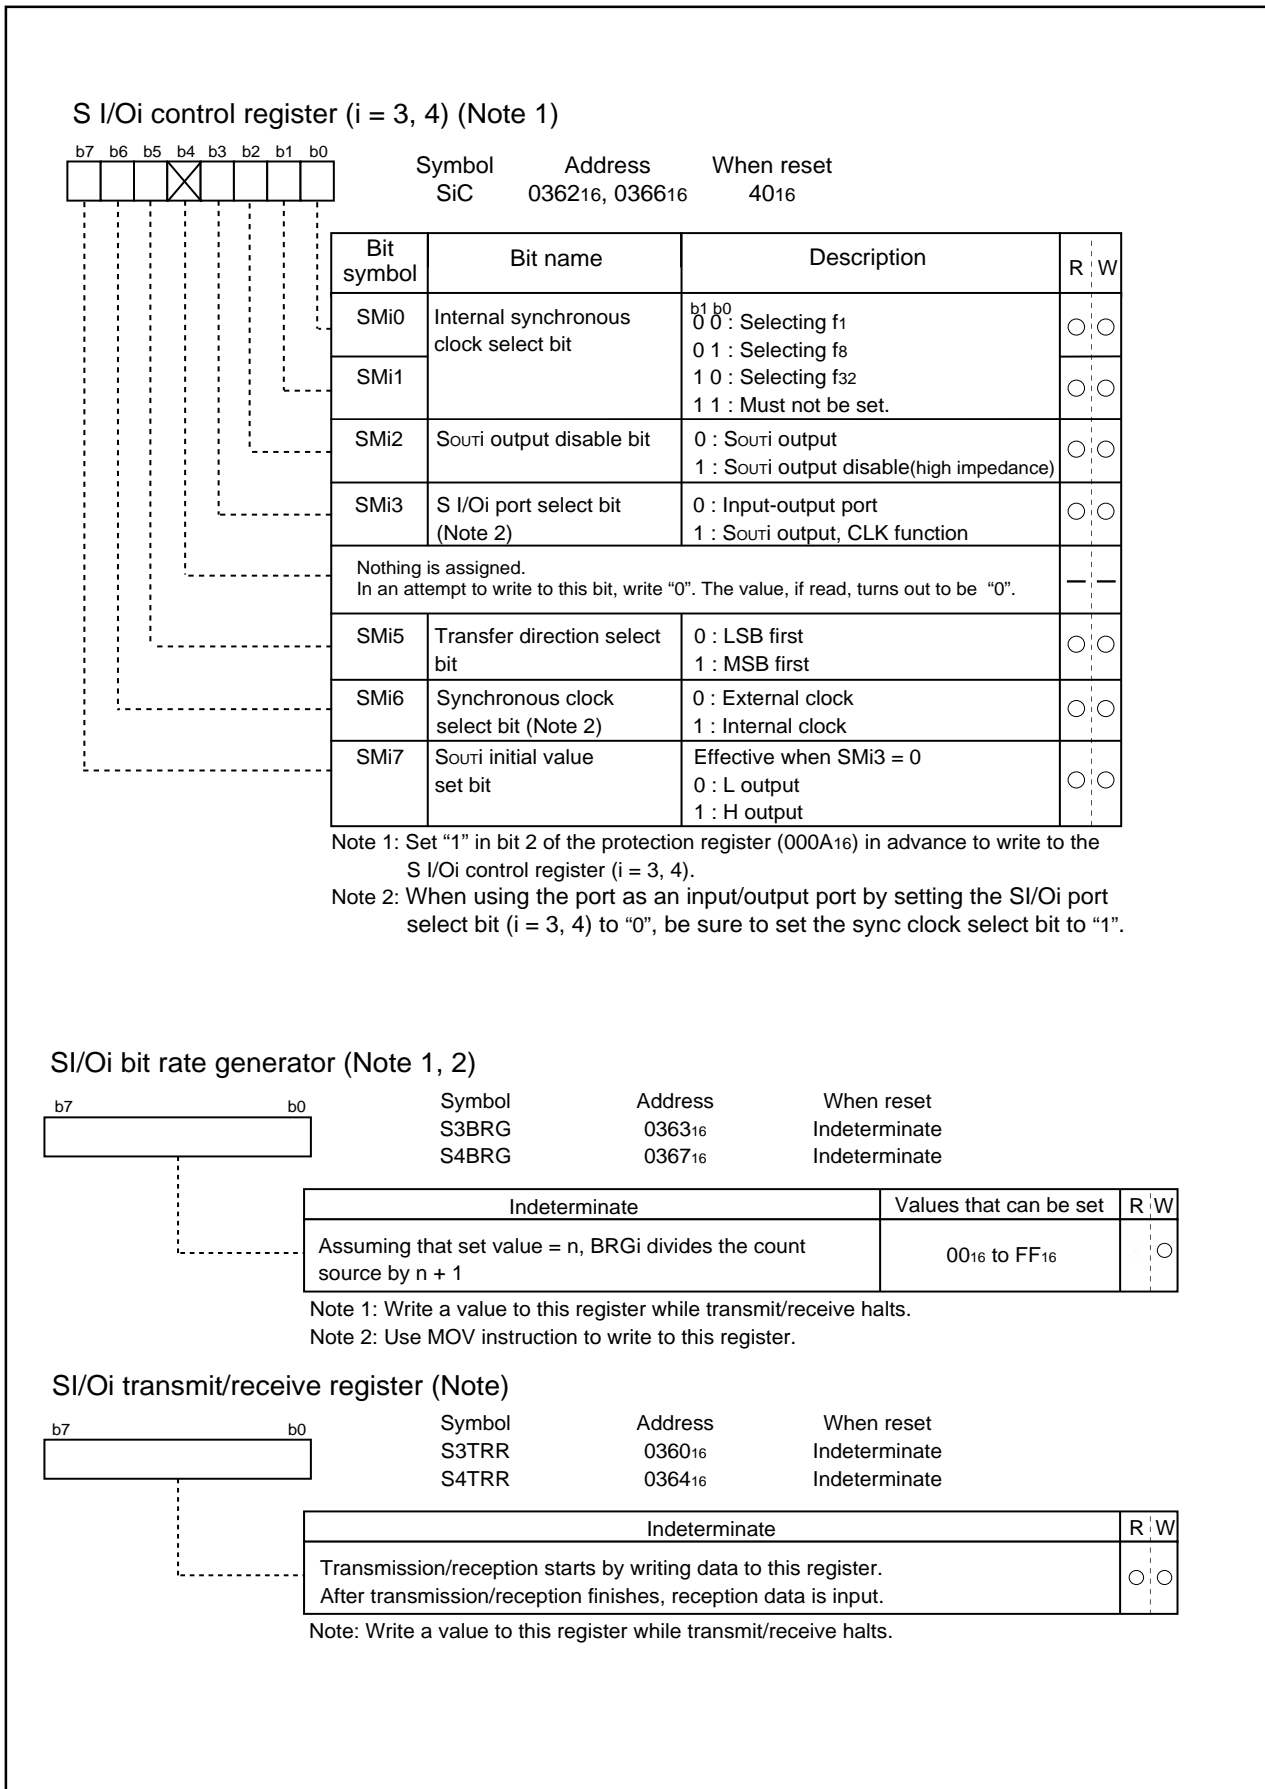 S I/Oi control register (i = 3, 4) (Note 1)
b7 b6 b5 b4 b3 b2 b1 b0
Symbol Address When reset
SiC 036216, 036616 4016
Bit symbol Bit name Description R W
SMi0 Internal synchronous clock select bit b1 b0
0 0 : Selecting f1
0 1 : Selecting f8
SMi1 1 0 : Selecting f32
1 1 : Must not be set.
SMi2 SOUTi output disable bit 0 : SOUTi output
1 : SOUTi output disable(high impedance)
SMi3 S I/Oi port select bit 0 : Input-output port
(Note 2) 1 : SOUTi output, CLK function
Nothing is assigned.
In an attempt to write to this bit, write “0”. The value, if read, turns out to be “0”.
SMi5 Transfer direction select 0 : LSB first
bit 1 : MSB first
SMi6 Synchronous clock 0 : External clock
select bit (Note 2) 1 : Internal clock
SMi7 SOUTi initial value Effective when SMi3 = 0
set bit 0 : L output
1 : H output
Note 1: Set “1” in bit 2 of the protection register (000A16) in advance to write to the
S I/Oi control register (i = 3, 4).
Note 2: When using the port as an input/output port by setting the SI/Oi port
select bit (i = 3, 4) to “0”, be sure to set the sync clock select bit to “1”.
SI/Oi bit rate generator (Note 1, 2)
b7 b0
Symbol Address When reset
S3BRG 036316 Indeterminate
S4BRG 036716 Indeterminate
Indeterminate Values that can be set R W
Assuming that set value = n, BRGi divides the count 0016 to FF16
source by n + 1
Note 1: Write a value to this register while transmit/receive halts.
Note 2: Use MOV instruction to write to this register.
SI/Oi transmit/receive register (Note)
b7 b0
Symbol Address When reset
S3TRR 036016 Indeterminate
S4TRR 036416 Indeterminate
Indeterminate R W
Transmission/reception starts by writing data to this register.
After transmission/reception finishes, reception data is input.
Note: Write a value to this register while transmit/receive halts.